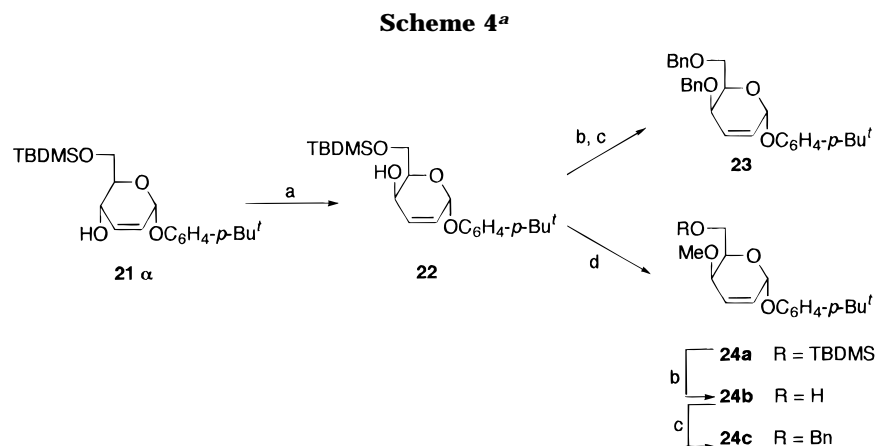 Scheme 4ᵃ
TBDMSO
O
HO
OC₆H₄-p-Buᵗ
21 α
a
TBDMSO
HO
O
OC₆H₄-p-Buᵗ
22
b, c
d
BnO
BnO
O
OC₆H₄-p-Buᵗ
23
RO
MeO
O
OC₆H₄-p-Buᵗ
24a R = TBDMS
b
24b R = H
c
24c R = Bn